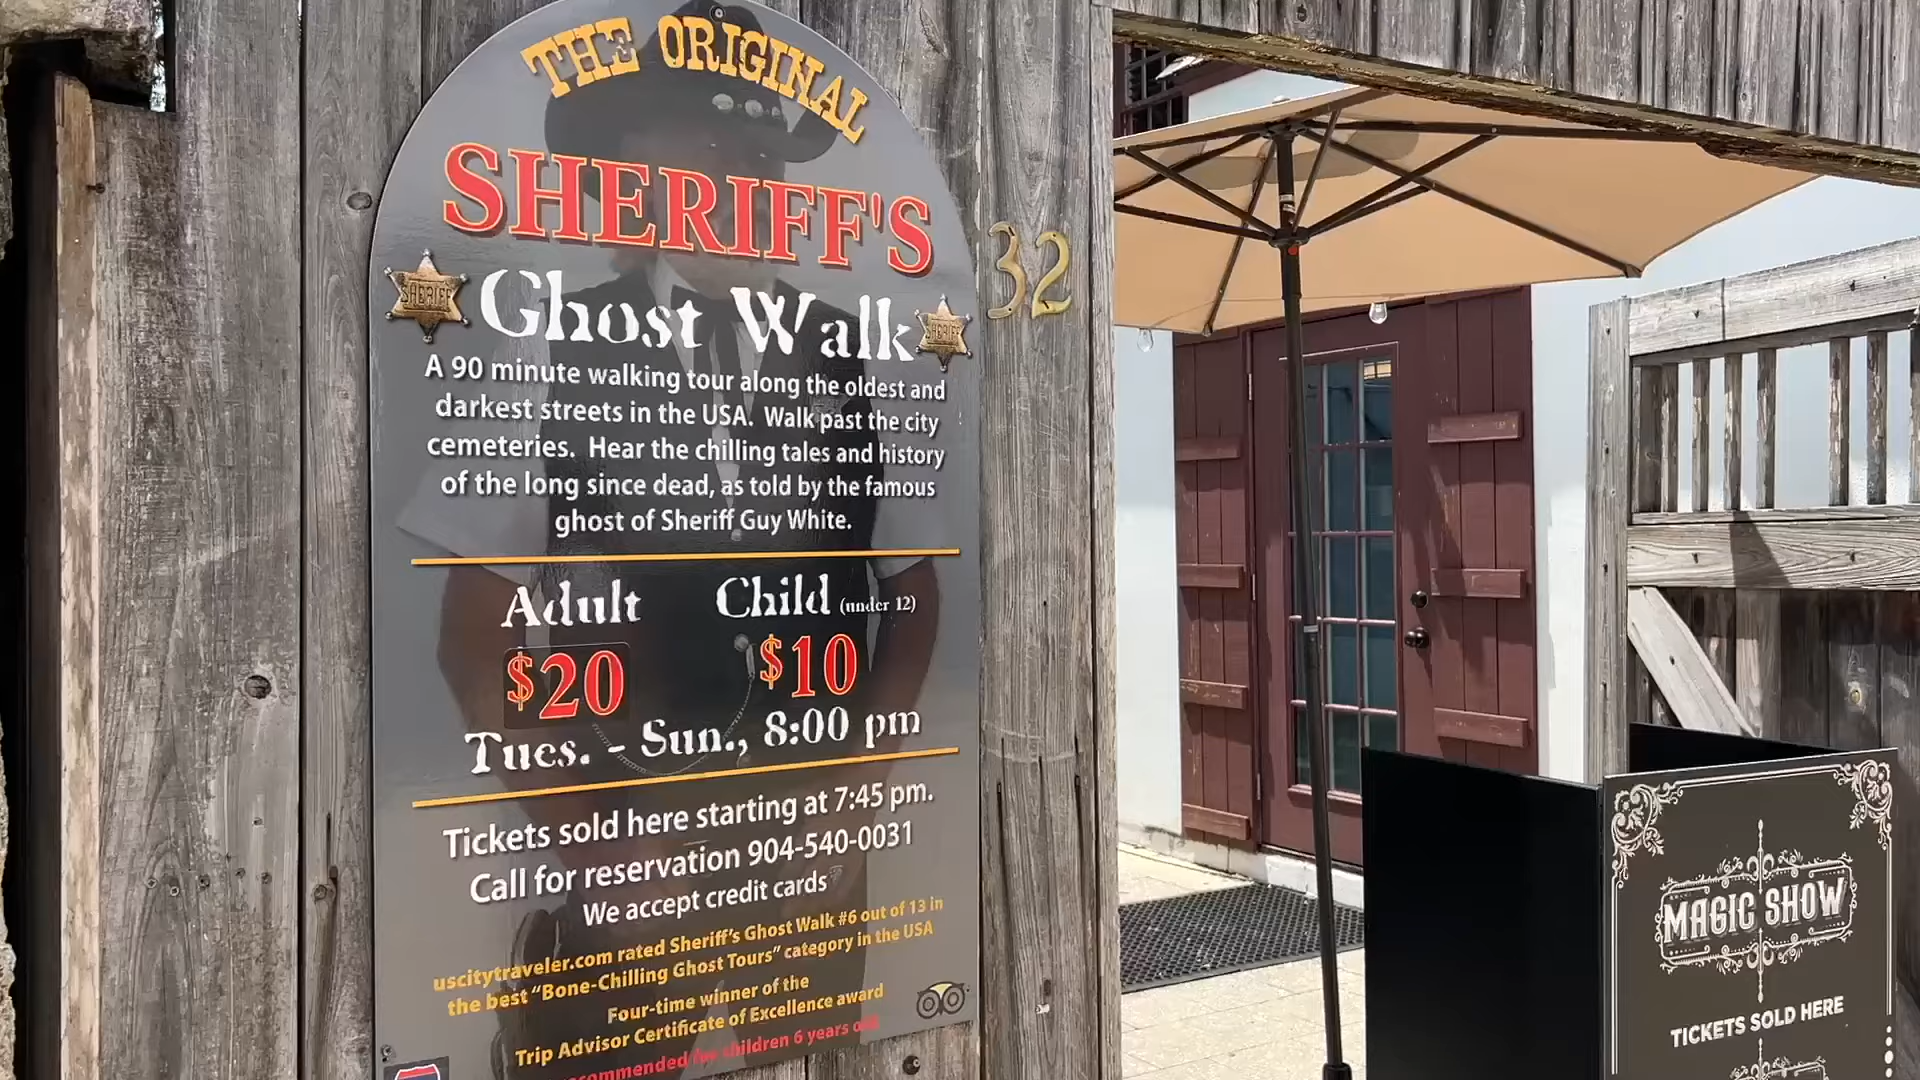 THE ORIGINAL
SHERIFF'S
Ghost Walk
SHERIFF
SHERIFF
32
A 90 minute walking tour along the oldest and
darkest streets in the USA. Walk past the city
cemeteries. Hear the chilling tales and history
of the long since dead, as told by the famous
ghost of Sheriff Guy White.
Adult
Child (under 12)
$20
$10
Tues. - Sun., 8:00 pm
Tickets sold here starting at 7:45 pm.
Call for reservation 904-540-0031
We accept credit cards
uscitytraveler.com rated Sheriff's Ghost Walk #6 out of 13 in
the best "Bone-Chilling Ghost Tours" category in the USA
Four-time winner of the
Trip Advisor Certificate of Excellence award
for children 6 years
MAGIC SHOW
TICKETS SOLD HERE